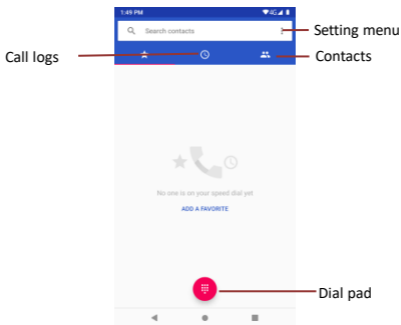 1:49 PM 4G
Search contacts
Setting menu
Call logs
Contacts
No one is on your speed dial yet
ADD A FAVORITE
Dial pad